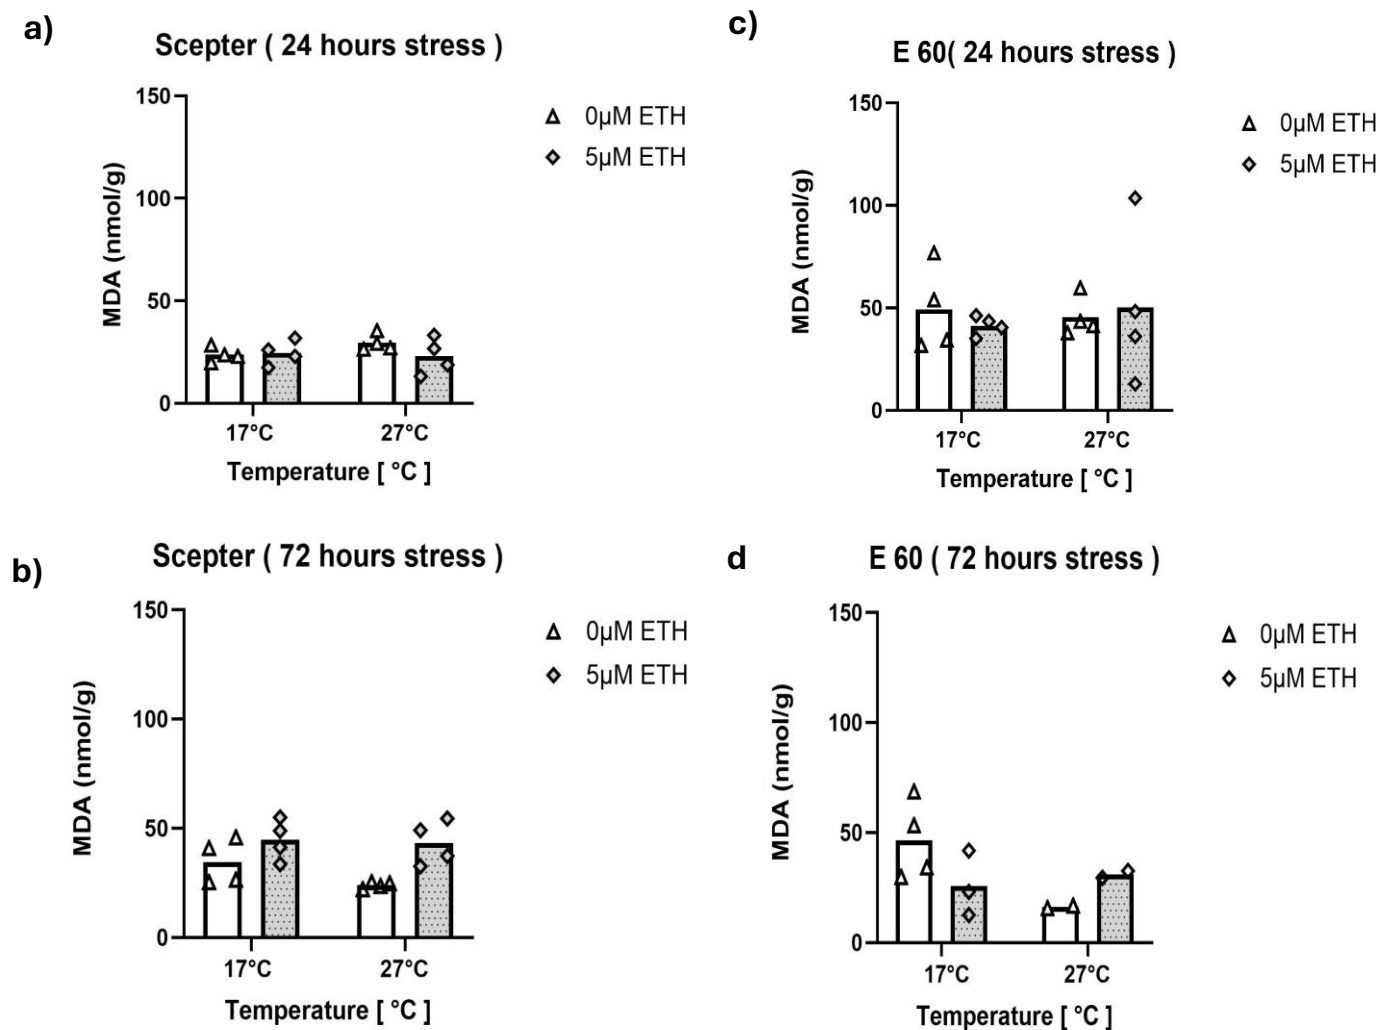 a)
Scepter ( 24 hours stress )
150
100
50
0
MDA (nmol/g)
0µM ETH
5µM ETH
17°C
27°C
Temperature [ °C ]
c)
E 60( 24 hours stress )
150
100
50
0
MDA (nmol/g)
0µM ETH
5µM ETH
17°C
27°C
Temperature [ °C ]
b)
Scepter ( 72 hours stress )
150
100
50
0
MDA (nmol/g)
0µM ETH
5µM ETH
17°C
27°C
Temperature [ °C ]
d
E 60 ( 72 hours stress )
150
100
50
0
MDA (nmol/g)
0µM ETH
5µM ETH
17°C
27°C
Temperature [ °C ]